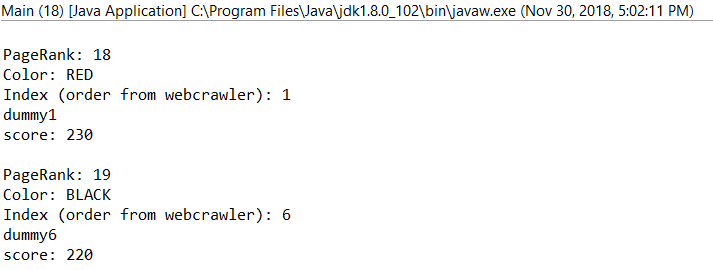 Main (18) [Java Application] C:\Program Files\Java\jdk1.8.0_102\bin\javaw.exe (Nov 30, 2018, 5:02:11 PM)
PageRank: 18
Color: RED
Index (order from webcrawler): 1
dummy1
score: 230
PageRank: 19
Color: BLACK
Index (order from webcrawler): 6
dummy6
score: 220